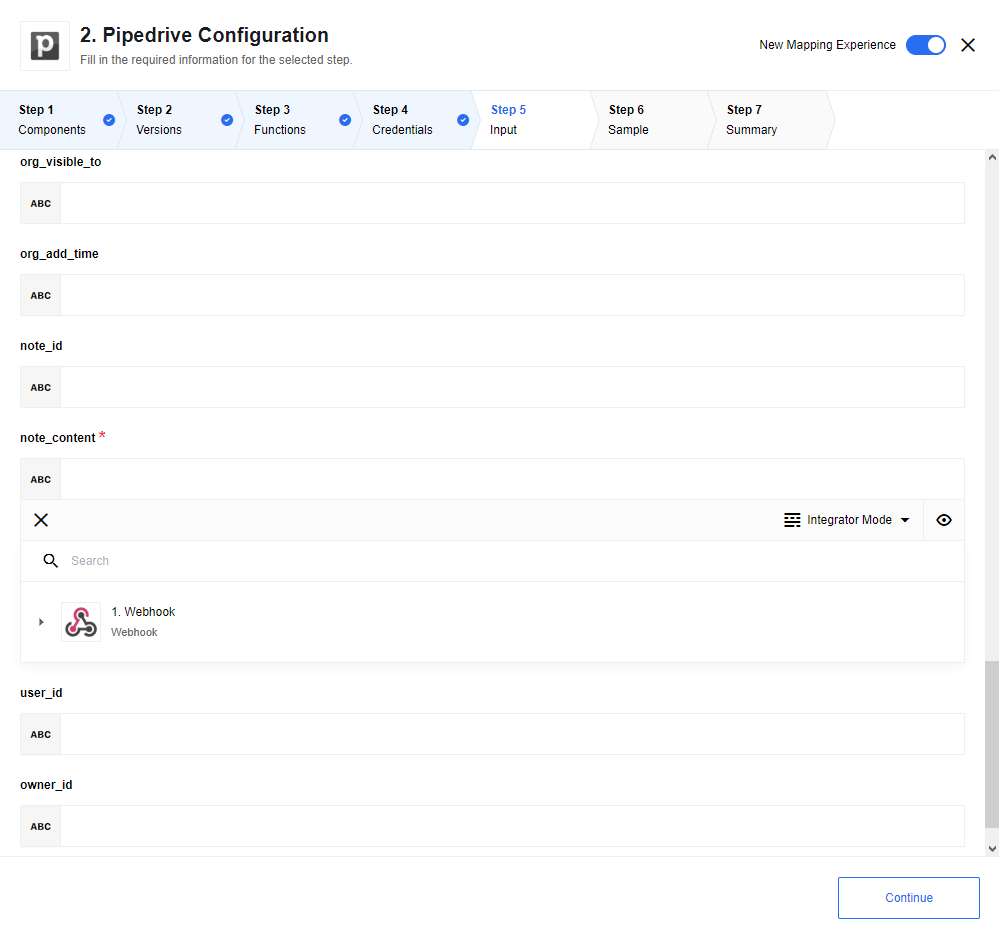 p
2. Pipedrive Configuration
Fill in the required information for the selected step.
New Mapping Experience
Step 1
Components
Step 2
Versions
Step 3
Functions
Step 4
Credentials
Step 5
Input
Step 6
Sample
Step 7
Summary
org_visible_to
ABC
org_add_time
ABC
note_id
ABC
note_content *
ABC
Integrator Mode
Search
1. Webhook
Webhook
user_id
ABC
owner_id
ABC
Continue